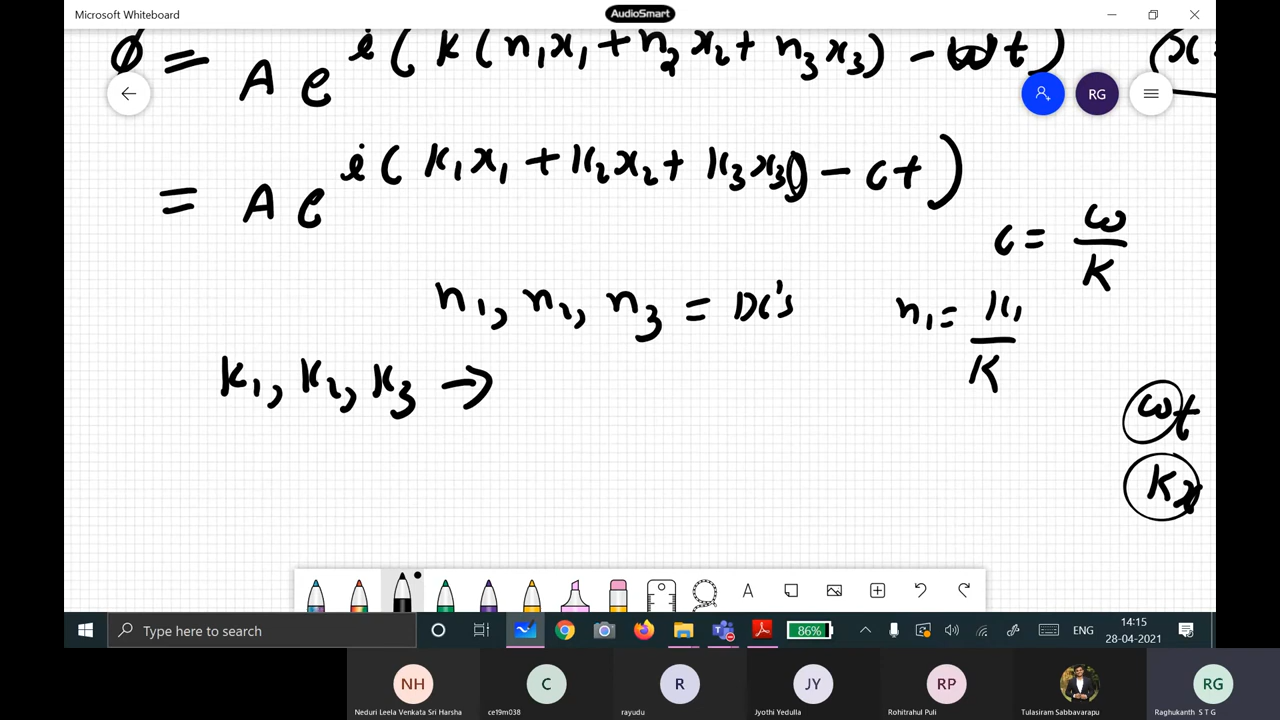 Microsoft Whiteboard
AudioSmart
ϕ = A e^{i(k(n₁x₁ + n₂x₂ + n₃x₃) - ωt)}
RG
= A e^{i(k₁x₁ + k₂x₂ + k₃x₃) - ct)}
c = ω/k
n₁, n₂, n₃ = DC's
n₁ = k₁/k
k₁, k₂, k₃ →
ωt
kx
A
Type here to search
86%
ENG
14:15
28-04-2021
NH
C
R
JY
RP
RG
Neduri Leela Venkata Sri Harsha
ce19m038
rayudu
Jyothi Yedulla
Rohitrahul Puli
Tulasiram Sabbavarapu
Raghukanth S T G